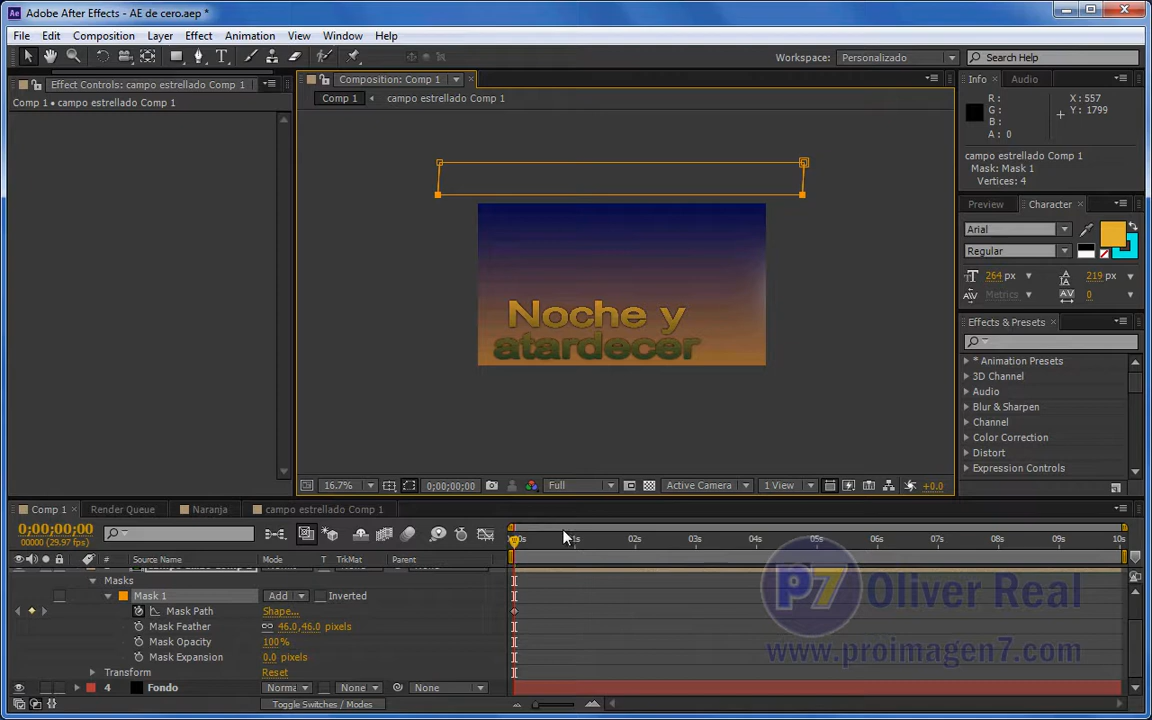 Adobe After Effects - AE de cero.aep *
File Edit Composition Layer Effect Animation View Window Help
Workspace: Personalizado Search Help
Effect Controls: campo estrellado Comp 1
Comp 1 • campo estrellado Comp 1
Composition: Comp 1
Comp 1 campo estrellado Comp 1
Noche y
atardecer
16.7% 0;00;00;00 Full Active Camera 1 View +0.0
Info Audio
R: X: 557
G: Y: 1799
B:
A: 0
campo estrellado Comp 1
Mask: Mask 1
Vertices: 4
Preview Character
Arial
Regular
264 px 219 px
Metrics 0
Effects & Presets
* Animation Presets
3D Channel
Audio
Blur & Sharpen
Channel
Color Correction
Distort
Expression Controls
Comp 1 Render Queue Naranja campo estrellado Comp 1
0;00;00;00
00000 (29.97 fps)
01s 02s 03s 04s 05s 06s 07s 08s 09s 10s
Source Name Mode T TrkMat Parent
Masks
Mask 1 Add Inverted
Mask Path Shape...
Mask Feather 46.0,46.0 pixels
Mask Opacity 100%
Mask Expansion 0.0 pixels
Transform Reset
4 Fondo Norma None None
Toggle Switches / Modes
P7 Oliver Real
www.proimagen7.com